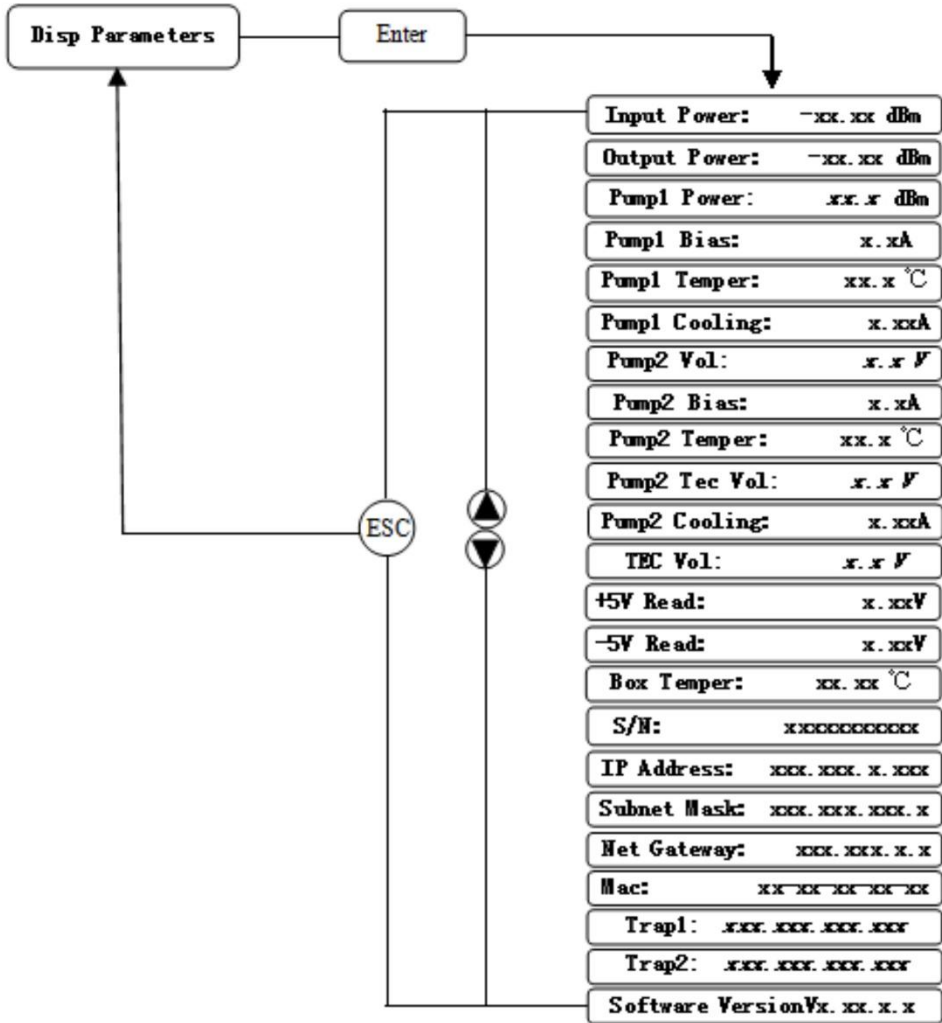 Disp Parameters
Enter
Input Power: -xx.xx dBm
Output Power: -xx.xx dBm
Pump1 Power: xx.x dBm
Pump1 Bias: x.xA
Pump1 Temper: xx.x ℃
Pump1 Cooling: x.xxA
Pump2 Vol: x.x V
Pump2 Bias: x.xA
Pump2 Temper: xx.x ℃
Pump2 Tec Vol: x.x V
ESC
Pump2 Cooling: x.xxA
TEC Vol: x.x V
+5V Read: x.xxV
-5V Read: x.xxV
Box Temper: xx.xx ℃
S/N: xxxxxxxxxxx
IP Address: xxx.xxx.x.xxx
Subnet Mask: xxx.xxx.xxx.x
Net Gateway: xxx.xxx.x.x
Mac: xx-xx-xx-xx-xx
Trap1: xxx.xxx.xxx.xxx
Trap2: xxx.xxx.xxx.xxx
Software VersionVx.xx.x.x